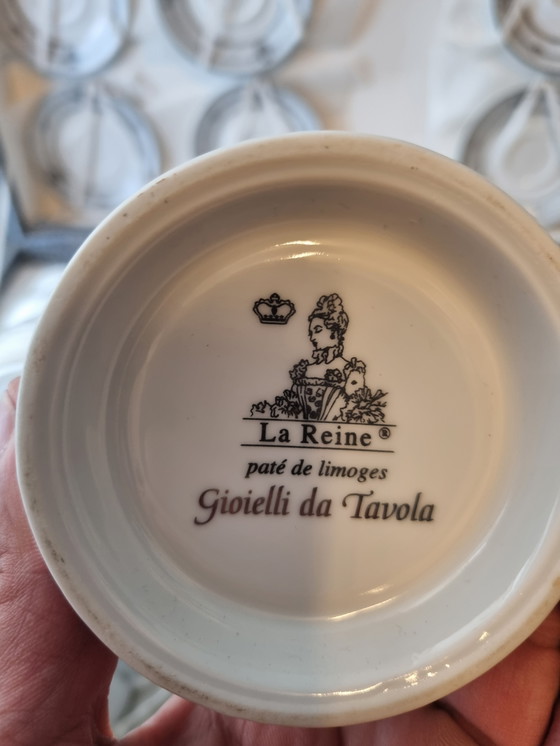 La Reine®
paté de limoges
Gioielli da Tavola